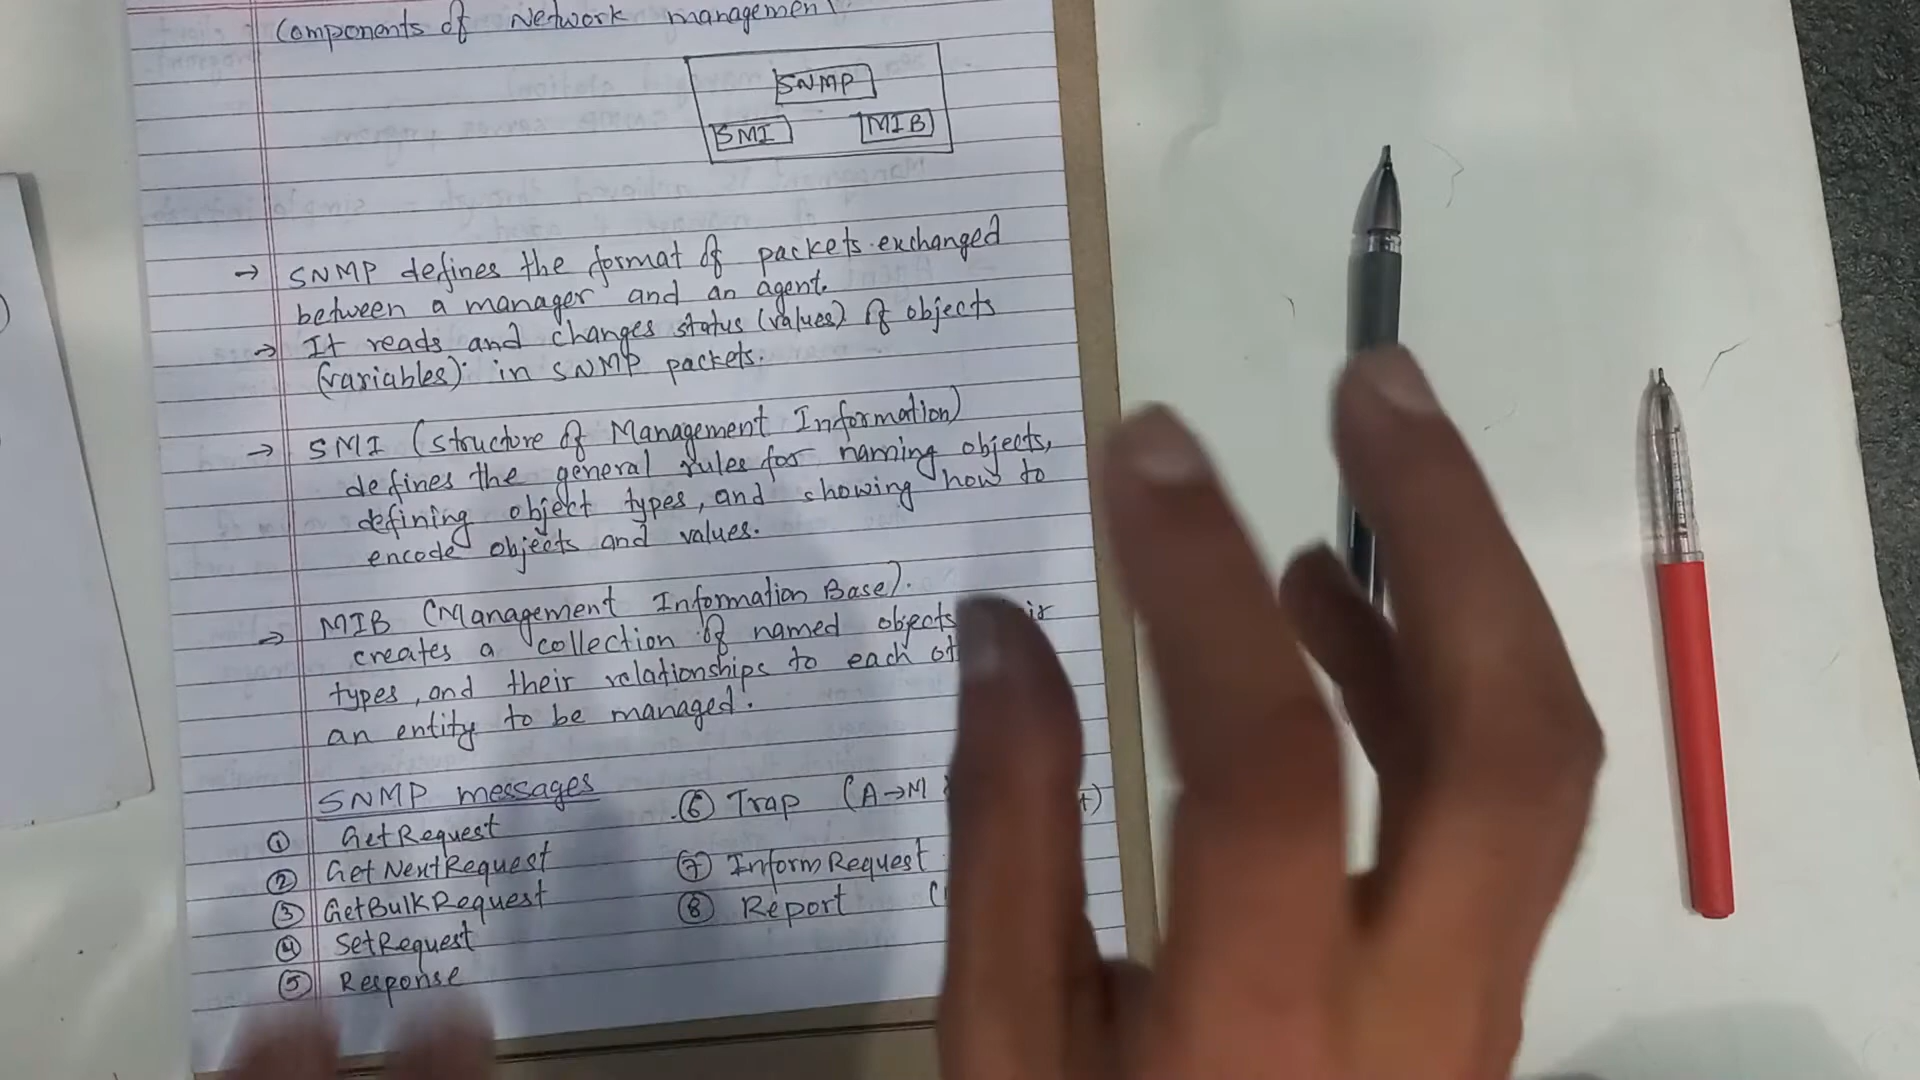 Components of Network management
SNMP
SMI MIB
→ SNMP defines the format of packets exchanged
between a manager and an agent.
→ It reads and changes status (values) of objects
(variables) in SNMP packets.
→ SMI (Structure of Management Information)
defines the general rules for naming objects,
defining object types, and showing how to
encode objects and values.
→ MIB (Management Information Base).
creates a collection of named objects
types, and their relationships to each
an entity to be managed.
SNMP messages
① GetRequest
② GetNextRequest
③ GetBulkRequest
④ SetRequest
⑤ Response
⑥ Trap (A→M
⑦ InformRequest
⑧ Report